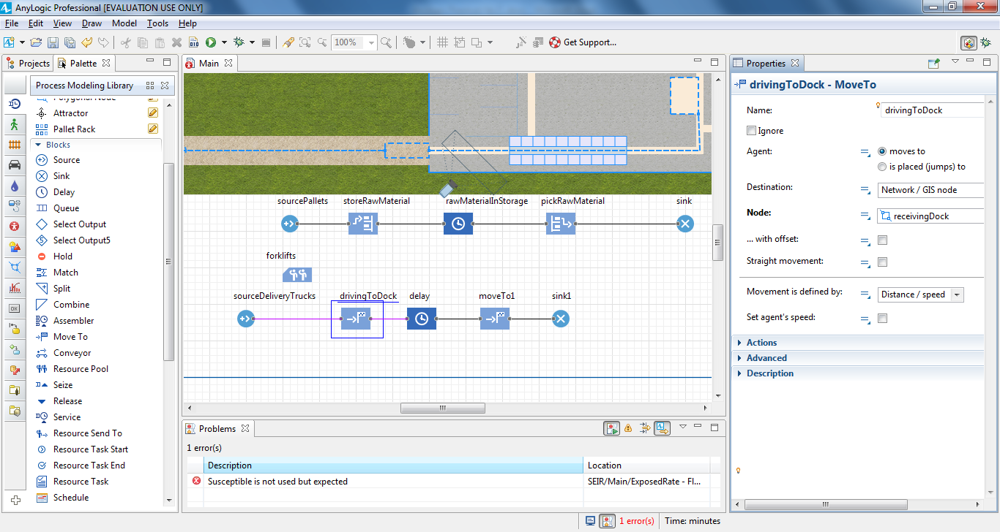 AnyLogic Professional [EVALUATION USE ONLY]
File Edit View Draw Model Tools Help
100% Get Support...
Projects Palette
Process Modeling Library
Polygonal Node
Attractor
Pallet Rack
Blocks
Source
Sink
Delay
Queue
Select Output
Select Output5
Hold
Match
Split
Combine
Assembler
Move To
Conveyor
Resource Pool
Seize
Release
Service
Resource Send To
Resource Task Start
Resource Task End
Resource Task
Schedule
Main
sourcePallets storeRawMaterial rawMaterialInStorage pickRawMaterial sink
forklifts
sourceDeliveryTrucks drivingToDock delay moveTo1 sink1
Problems
1 error(s)
Description Location
Susceptible is not used but expected SEIR/Main/ExposedRate - Fl...
Properties
drivingToDock - MoveTo
Name: drivingToDock
Ignore
Agent: moves to
is placed (jumps) to
Destination: Network / GIS node
Node: receivingDock
... with offset:
Straight movement:
Movement is defined by: Distance / speed
Set agent's speed:
Actions
Advanced
Description
1 error(s) Time: minutes